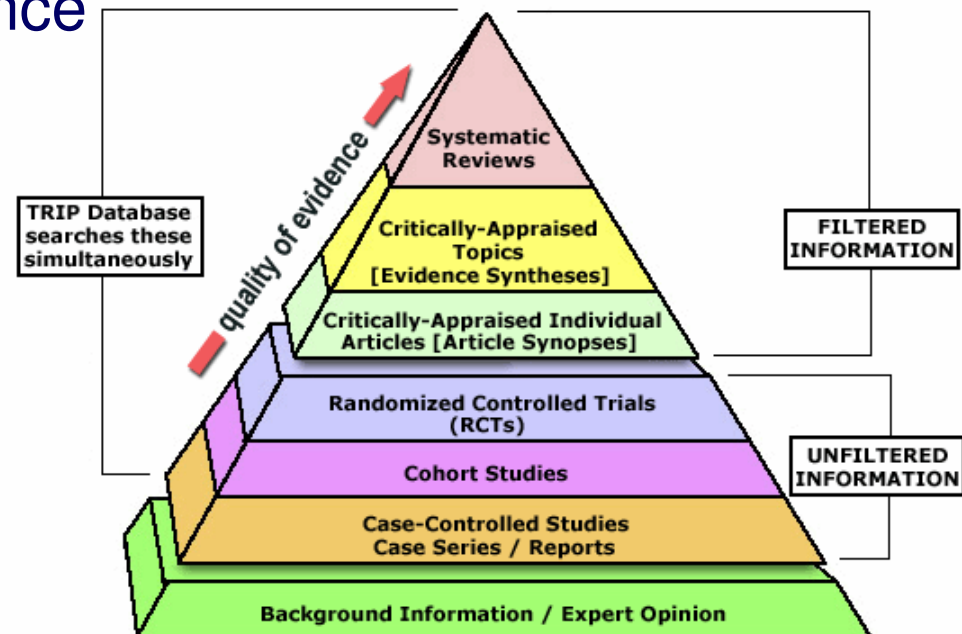 nce
Systematic
Reviews
quality of evidence
TRIP Database
searches these
simultaneously
Critically-Appraised
Topics
[Evidence Syntheses]
FILTERED
INFORMATION
Critically-Appraised Individual
Articles [Article Synopses]
Randomized Controlled Trials
(RCTs)
UNFILTERED
INFORMATION
Cohort Studies
Case-Controlled Studies
Case Series / Reports
Background Information / Expert Opinion